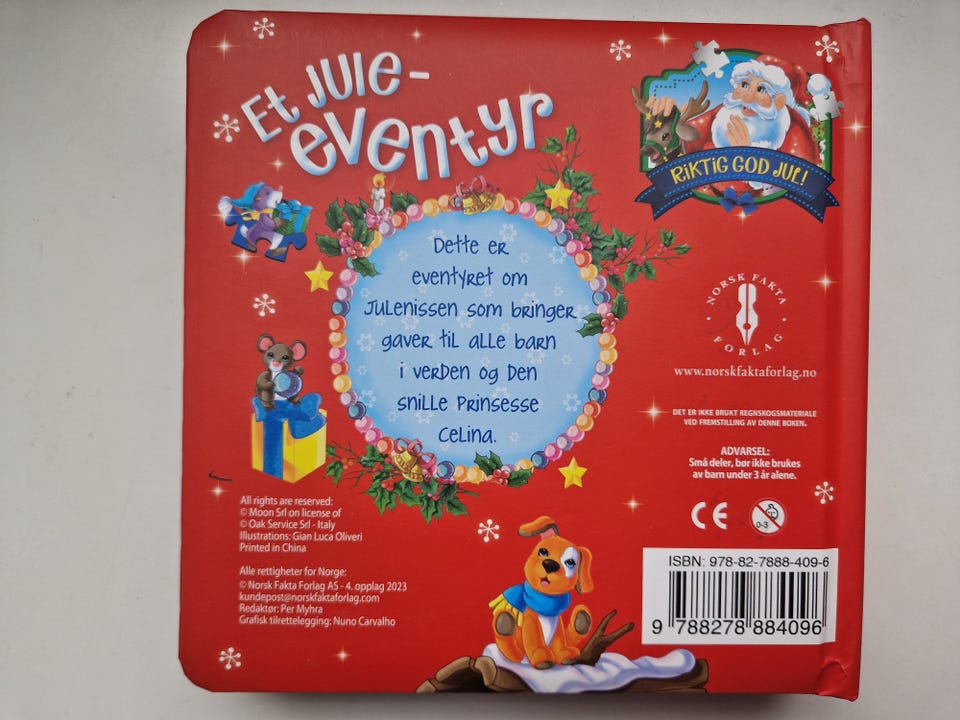 Et JULE-
eventyr
RIKTIG GOD JUL!
Dette er
eventyret om
Julenissen som bringer
gaver til alle barn
i verden og den
snille Prinsesse
Celina.
NORSK FAKTA
FORLAG
www.norskfaktaforlag.no
DET ER IKKE BRUKT REGNSKOGSMATERIALE
VED FREMSTILLING AV DENNE BOKEN.
ADVARSEL:
Små deler, bør ikke brukes
av barn under 3 år alene.
CE
0-3
All rights are reserved:
© Moon Srl on license of
© Oak Service Srl - Italy
Illustrations: Gian Luca Oliveri
Printed in China
Alle rettigheter for Norge:
© Norsk Fakta Forlag AS - 4. opplag 2023
kundepost@norskfaktaforlag.com
Redaktør: Per Myhra
Grafisk tilrettelegging: Nuno Carvalho
ISBN: 978-82-7888-409-6
9 788278 884096